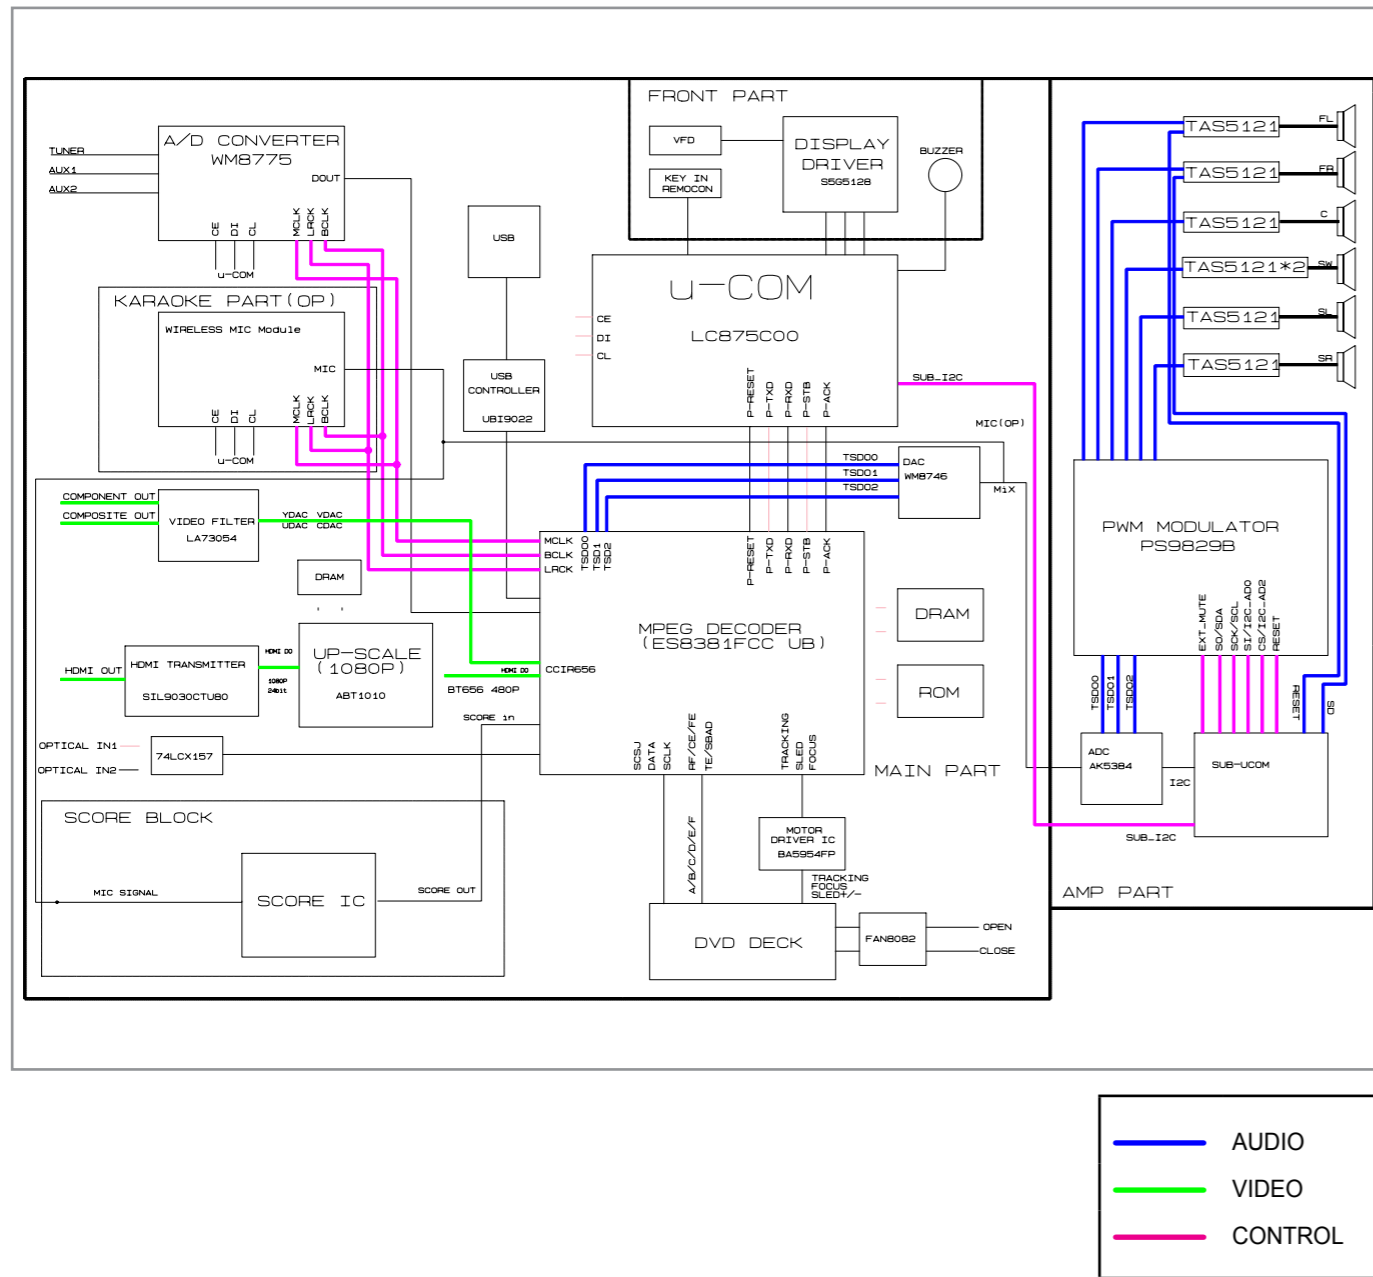 FRONT PART
A/D CONVERTER
WM8775
TUNER
AUX1
AUX2
DOUT
CE
DI
CL
MCLK
LRCK
BCLK
u-COM
VFD
KEY IN
REMOCON
DISPLAY
DRIVER
S5G5128
BUZZER
USB
KARAOKE PART(OP)
WIRELESS MIC Module
MIC
CE
DI
CL
MCLK
LRCK
BCLK
u-COM
USB
CONTROLLER
UBI9022
u-COM
LC875C00
CE
DI
CL
P-RESET
P-TXD
P-RXD
P-STB
P-ACK
SUB_I2C
MIC(OP)
TAS5121
FL
TAS5121
FR
TAS5121
C
TAS5121*2
SW
TAS5121
SL
TAS5121
SR
COMPONENT OUT
COMPOSITE OUT
VIDEO FILTER
LA73054
YDAC VDAC
UDAC CDAC
TSD00
TSD01
TSD02
DAC
WM8746
MiX
PWM MODULATOR
PS9829B
EXT_MUTE
SO/SDA
SCK/SCL
SI/I2C_AD0
CS/I2C_AD2
RESET
MCLK
BCLK
LRCK
TSD00
TSD1
TSD2
P-RESET
P-TXD
P-RXD
P-STB
P-ACK
DRAM
MPEG DECODER
(ES8381FCC UB)
CCIR656
DRAM
ROM
HDMI OUT
HDMI TRANSMITTER
SIL9030CTU80
HDMI DO
1080P
24bit
UP-SCALE
(1080P)
ABT1010
HDMI DO
BT656 480P
SCORE in
OPTICAL IN1
OPTICAL IN2
74LCX157
SCSJ
DATA
SCLK
RF/CE/FE
TE/SBAD
TRACKING
SLED
FOCUS
MAIN PART
TSD00
TSD01
TSD02
RESET
SD
ADC
AK5384
I2C
SUB-UCOM
SUB_I2C
AMP PART
SCORE BLOCK
MIC SIGNAL
SCORE IC
SCORE OUT
A/B/C/D/E/F
MOTOR
DRIVER IC
BA5954FP
TRACKING
FOCUS
SLED+/-
DVD DECK
FAN8082
OPEN
CLOSE
AUDIO
VIDEO
CONTROL